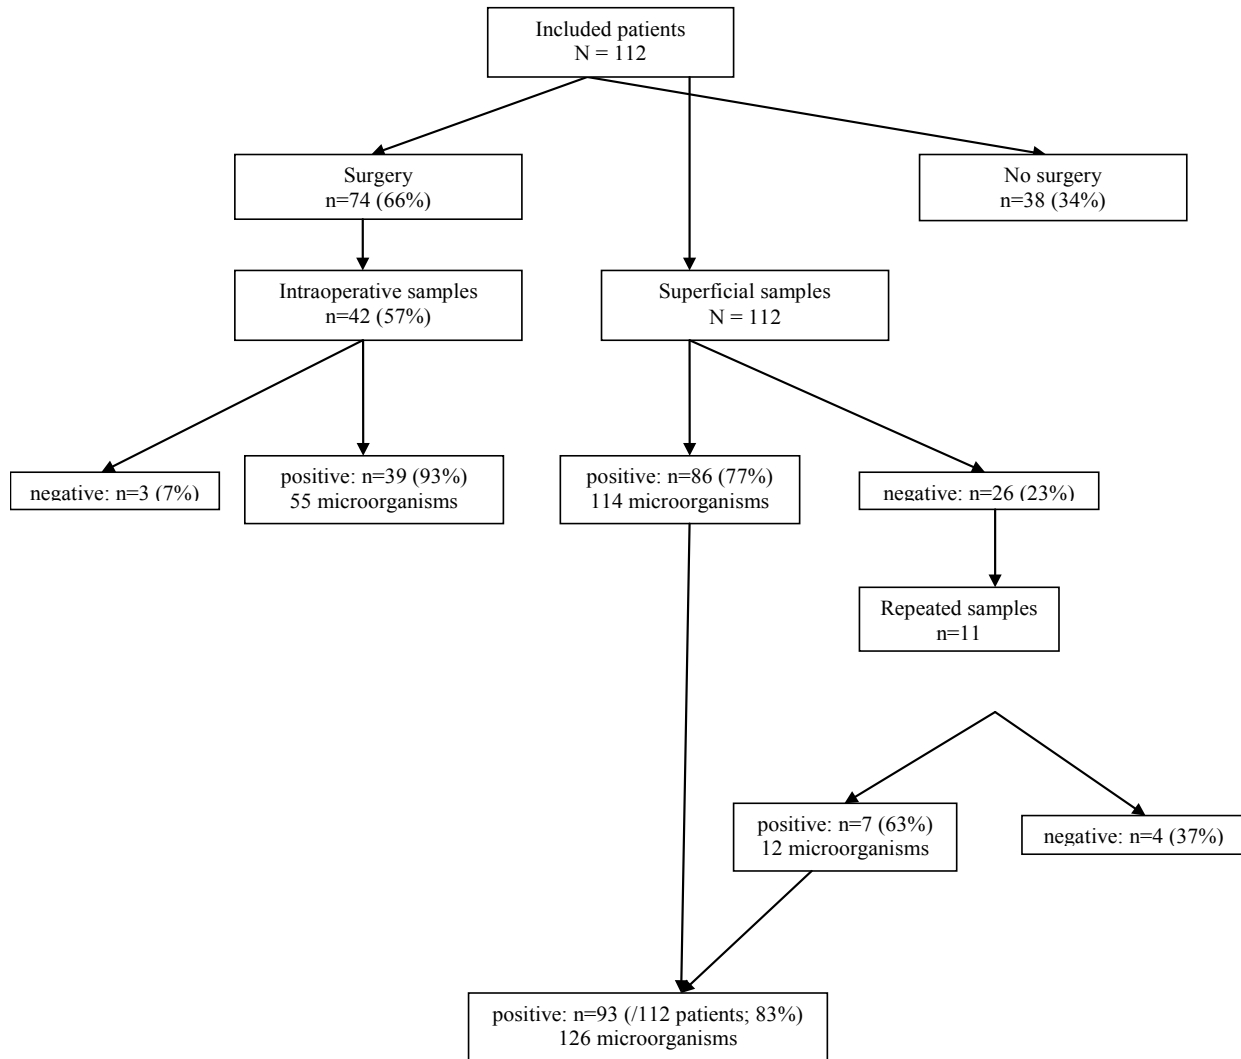 Included patients
N = 112
Surgery
n=74 (66%)
No surgery
n=38 (34%)
Intraoperative samples
n=42 (57%)
Superficial samples
N = 112
negative: n=3 (7%)
positive: n=39 (93%)
55 microorganisms
positive: n=86 (77%)
114 microorganisms
negative: n=26 (23%)
Repeated samples
n=11
positive: n=7 (63%)
12 microorganisms
negative: n=4 (37%)
positive: n=93 (/112 patients; 83%)
126 microorganisms